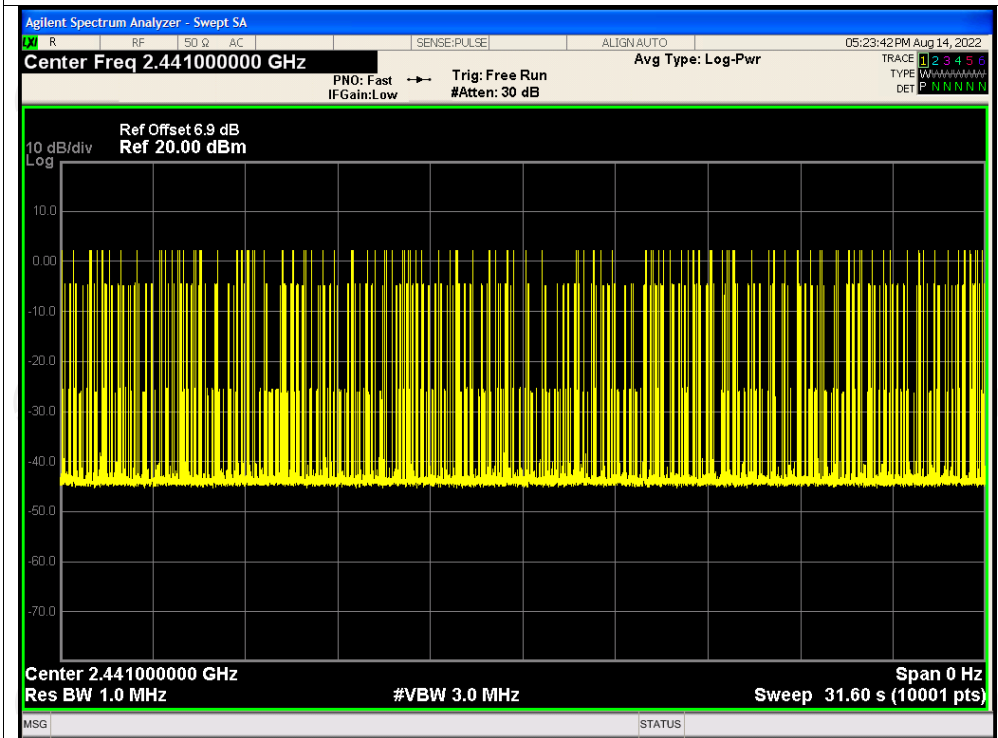 Agilent Spectrum Analyzer - Swept SA
LXI R RF 50 Ω AC SENSE:PULSE ALIGN AUTO 05:23:42 PM Aug 14, 2022
Center Freq 2.441000000 GHz Avg Type: Log-Pwr TRACE 1 2 3 4 5 6
PNO: Fast Trig: Free Run TYPE W
IFGain:Low #Atten: 30 dB DET P N N N N N
Ref Offset 6.9 dB
10 dB/div Ref 20.00 dBm
Log
10.0
0.00
-10.0
-20.0
-30.0
-40.0
-50.0
-60.0
-70.0
Center 2.441000000 GHz Span 0 Hz
Res BW 1.0 MHz #VBW 3.0 MHz Sweep 31.60 s (10001 pts)
MSG STATUS